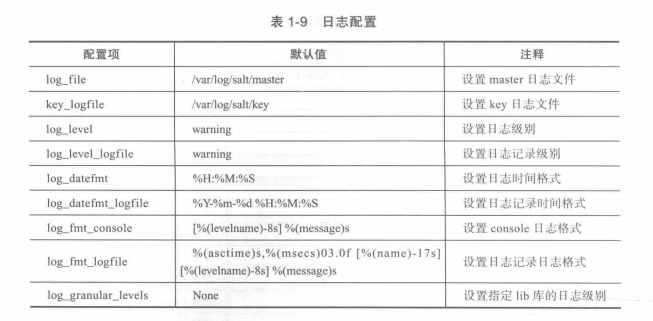 表 1-9 日志配置
配置项 默认值 注释
log_file /var/log/salt/master 设置 master 日志文件
key_logfile /var/log/salt/key 设置 key 日志文件
log_level warning 设置日志级别
log_level_logfile warning 设置日志记录级别
log_datefmt %H:%M:%S 设置日志时间格式
log_datefmt_logfile %Y-%m-%d %H:%M:%S 设置日志记录时间格式
log_fmt_console [%(levelname)-8s] %(message)s 设置 console 日志格式
log_fmt_logfile %(asctime)s,%(msecs)03.0f [%(name)-17s] 设置日志记录日志格式
[%(levelname)-8s] %(message)s
log_granular_levels None 设置指定 lib 库的日志级别